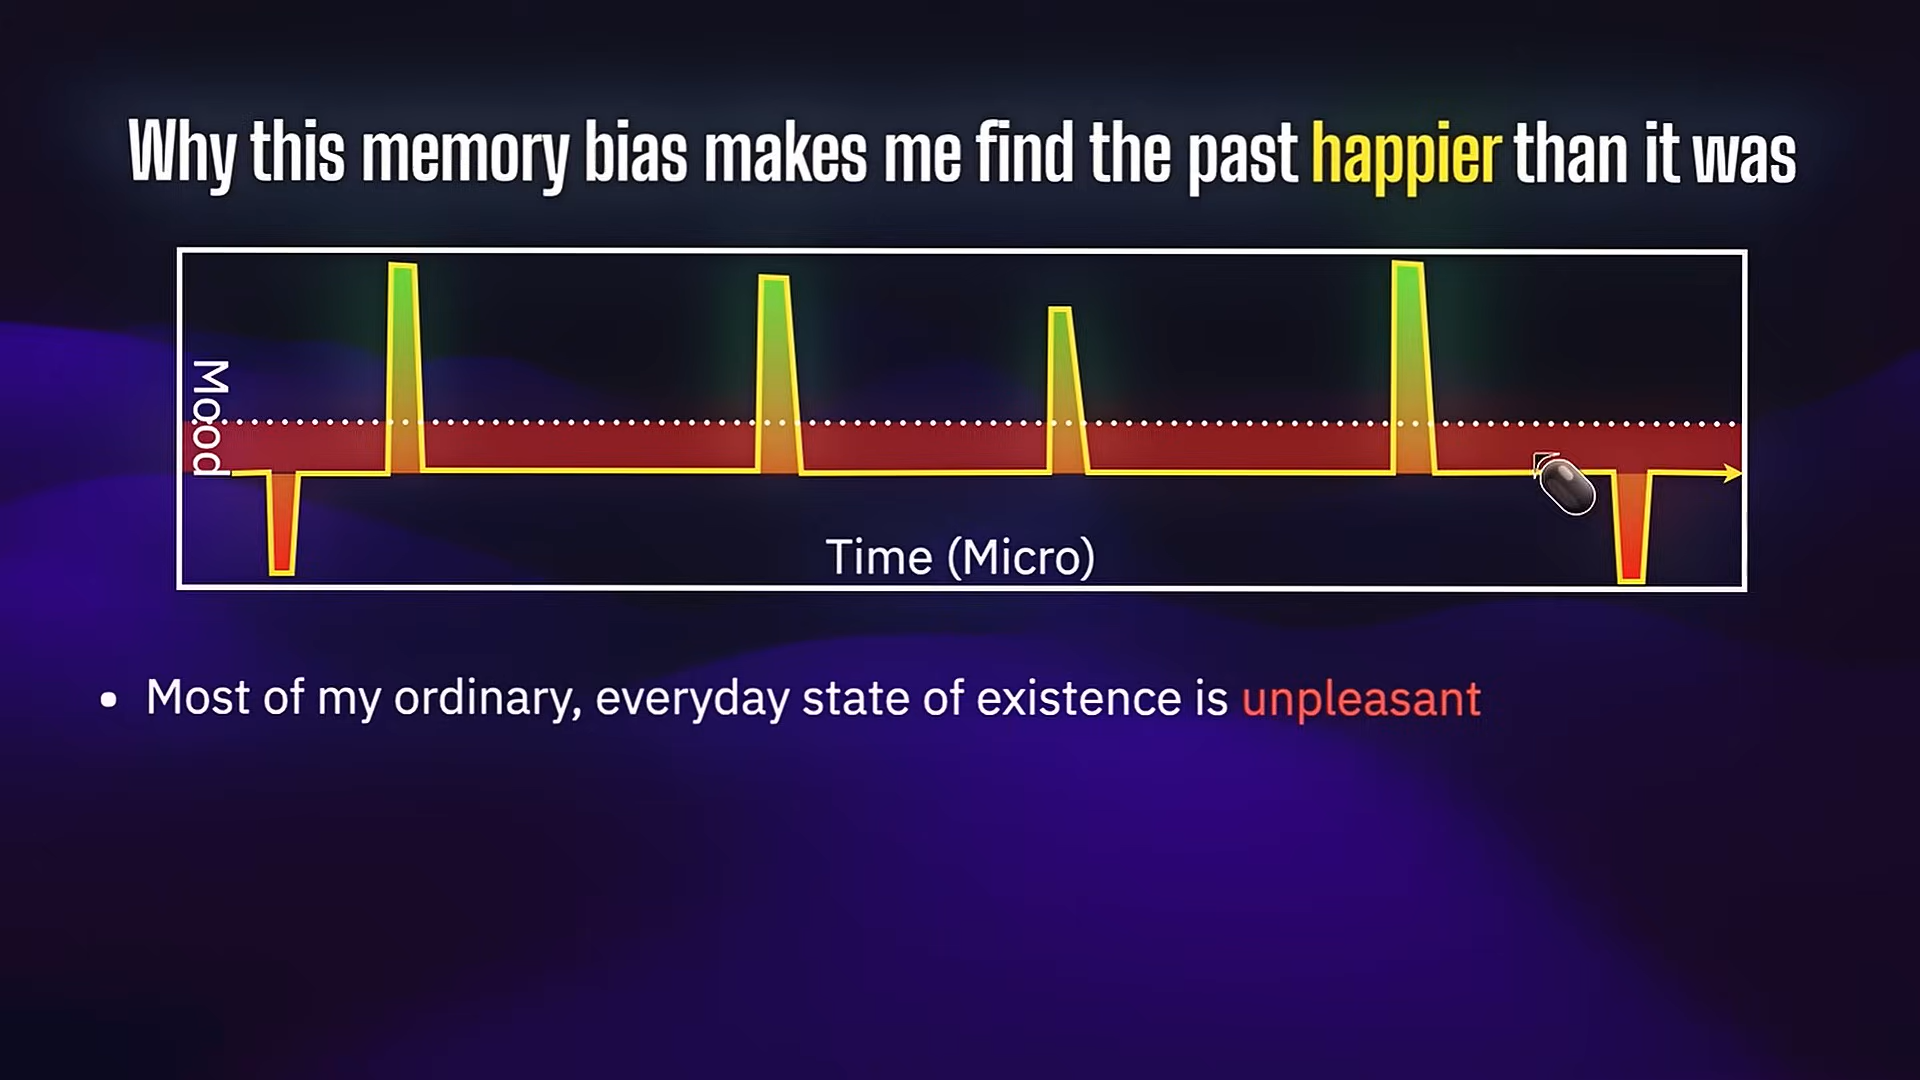 Why this memory bias makes me find the past happier than it was
Mood
Time (Micro)
• Most of my ordinary, everyday state of existence is unpleasant